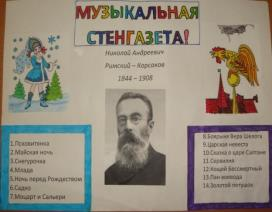 МУЗЫКАЛЬНАЯ
СТЕНГАЗЕТА!
Николай Андреевич
Римский - Корсаков
1844 - 1908
1.Псковитянка
2.Майская ночь
3.Снегурочка
4.Млада
5.Ночь перед Рождеством
6.Садко
7.Моцарт и Сальери
8.Боярыня Вера Шелога
9.Царская невеста
10.Сказка о царе Салтане
11.Сервилия
12.Кощей Бессмертный
13.Пан воевода
14.Золотой петушок